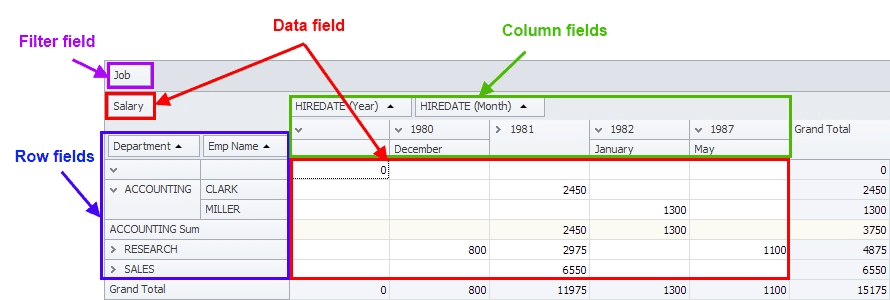 Data field
Filter field
Column fields
Job
Salary
HIREDATE (Year) HIREDATE (Month)
1980 1981 1982 1987 Grand Total
Row fields
Department Emp Name
December January May
0 0
ACCOUNTING CLARK 2450 2450
MILLER 1300 1300
ACCOUNTING Sum 2450 1300 3750
RESEARCH 800 2975 1100 4875
SALES 6550 6550
Grand Total 0 800 11975 1300 1100 15175